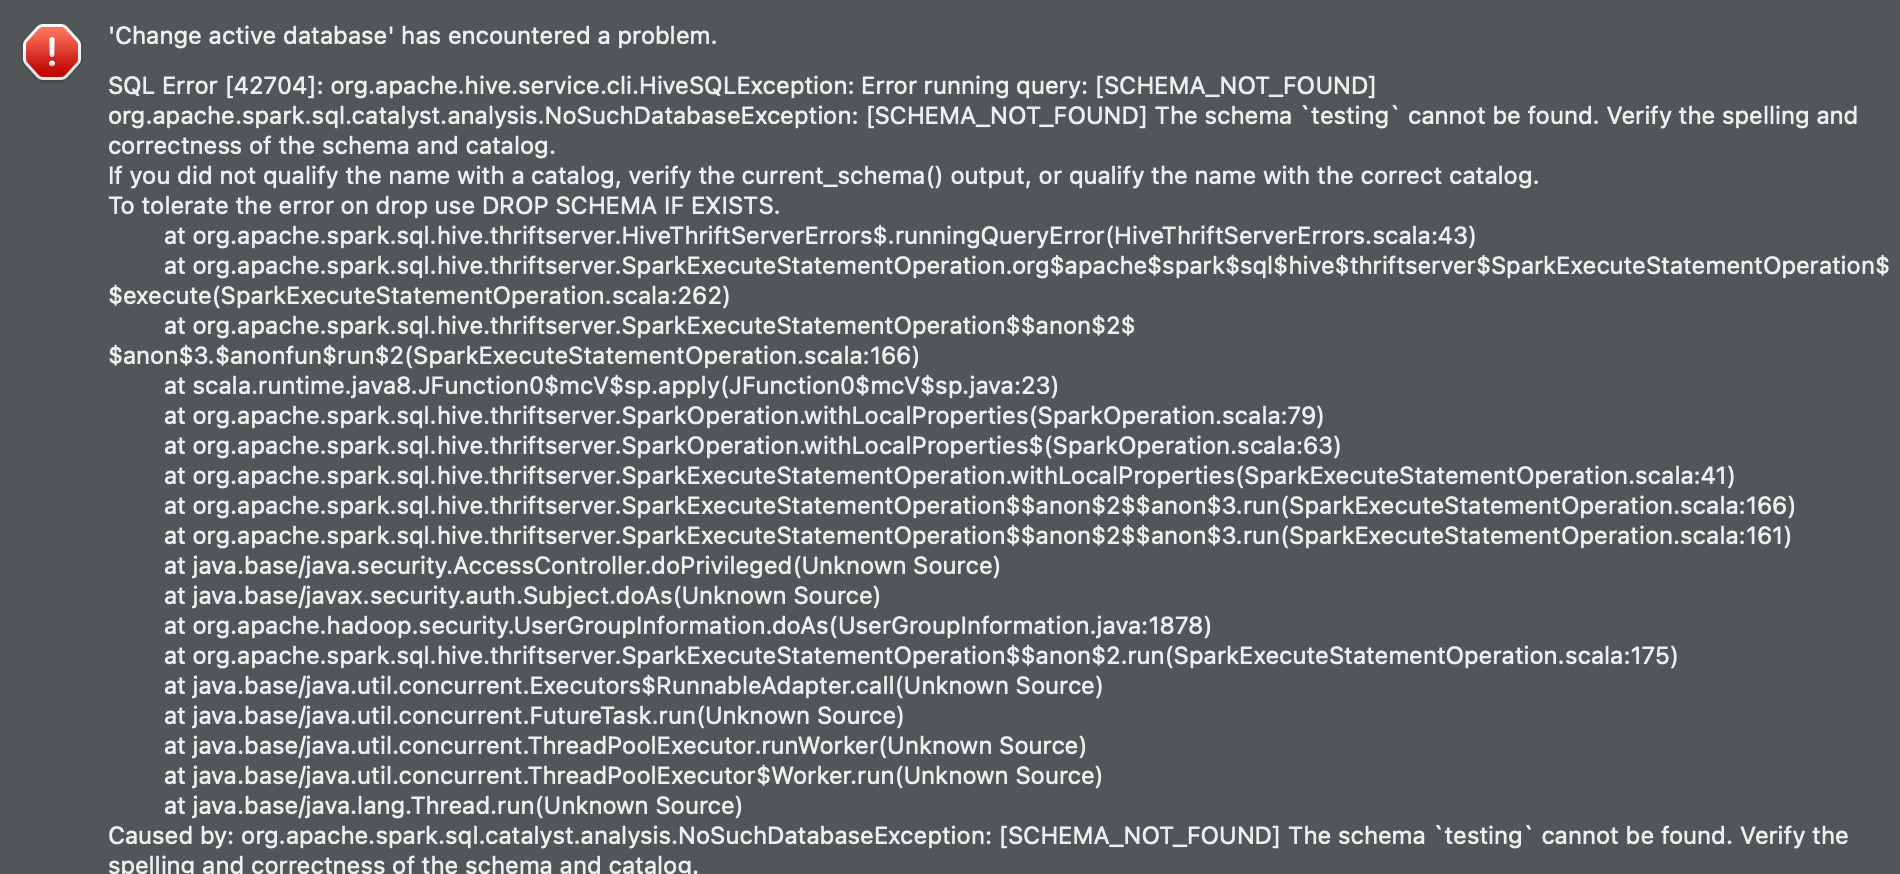 'Change active database' has encountered a problem.
SQL Error [42704]: org.apache.hive.service.cli.HiveSQLException: Error running query: [SCHEMA_NOT_FOUND]
org.apache.spark.sql.catalyst.analysis.NoSuchDatabaseException: [SCHEMA_NOT_FOUND] The schema `testing` cannot be found. Verify the spelling and
correctness of the schema and catalog.
If you did not qualify the name with a catalog, verify the current_schema() output, or qualify the name with the correct catalog.
To tolerate the error on drop use DROP SCHEMA IF EXISTS.
at org.apache.spark.sql.hive.thriftserver.HiveThriftServerErrors$.runningQueryError(HiveThriftServerErrors.scala:43)
at org.apache.spark.sql.hive.thriftserver.SparkExecuteStatementOperation.org$apache$spark$sql$hive$thriftserver$SparkExecuteStatementOperation$
$execute(SparkExecuteStatementOperation.scala:262)
at org.apache.spark.sql.hive.thriftserver.SparkExecuteStatementOperation$$anon$2$
$anon$3.$anonfun$run$2(SparkExecuteStatementOperation.scala:166)
at scala.runtime.java8.JFunction0$mcV$sp.apply(JFunction0$mcV$sp.java:23)
at org.apache.spark.sql.hive.thriftserver.SparkOperation.withLocalProperties(SparkOperation.scala:79)
at org.apache.spark.sql.hive.thriftserver.SparkOperation.withLocalProperties$(SparkOperation.scala:63)
at org.apache.spark.sql.hive.thriftserver.SparkExecuteStatementOperation.withLocalProperties(SparkExecuteStatementOperation.scala:41)
at org.apache.spark.sql.hive.thriftserver.SparkExecuteStatementOperation$$anon$2$$anon$3.run(SparkExecuteStatementOperation.scala:166)
at org.apache.spark.sql.hive.thriftserver.SparkExecuteStatementOperation$$anon$2$$anon$3.run(SparkExecuteStatementOperation.scala:161)
at java.base/java.security.AccessController.doPrivileged(Unknown Source)
at java.base/javax.security.auth.Subject.doAs(Unknown Source)
at org.apache.hadoop.security.UserGroupInformation.doAs(UserGroupInformation.java:1878)
at org.apache.spark.sql.hive.thriftserver.SparkExecuteStatementOperation$$anon$2.run(SparkExecuteStatementOperation.scala:175)
at java.base/java.util.concurrent.Executors$RunnableAdapter.call(Unknown Source)
at java.base/java.util.concurrent.FutureTask.run(Unknown Source)
at java.base/java.util.concurrent.ThreadPoolExecutor.runWorker(Unknown Source)
at java.base/java.util.concurrent.ThreadPoolExecutor$Worker.run(Unknown Source)
at java.base/java.lang.Thread.run(Unknown Source)
Caused by: org.apache.spark.sql.catalyst.analysis.NoSuchDatabaseException: [SCHEMA_NOT_FOUND] The schema `testing` cannot be found. Verify the
spelling and correctness of the schema and catalog.